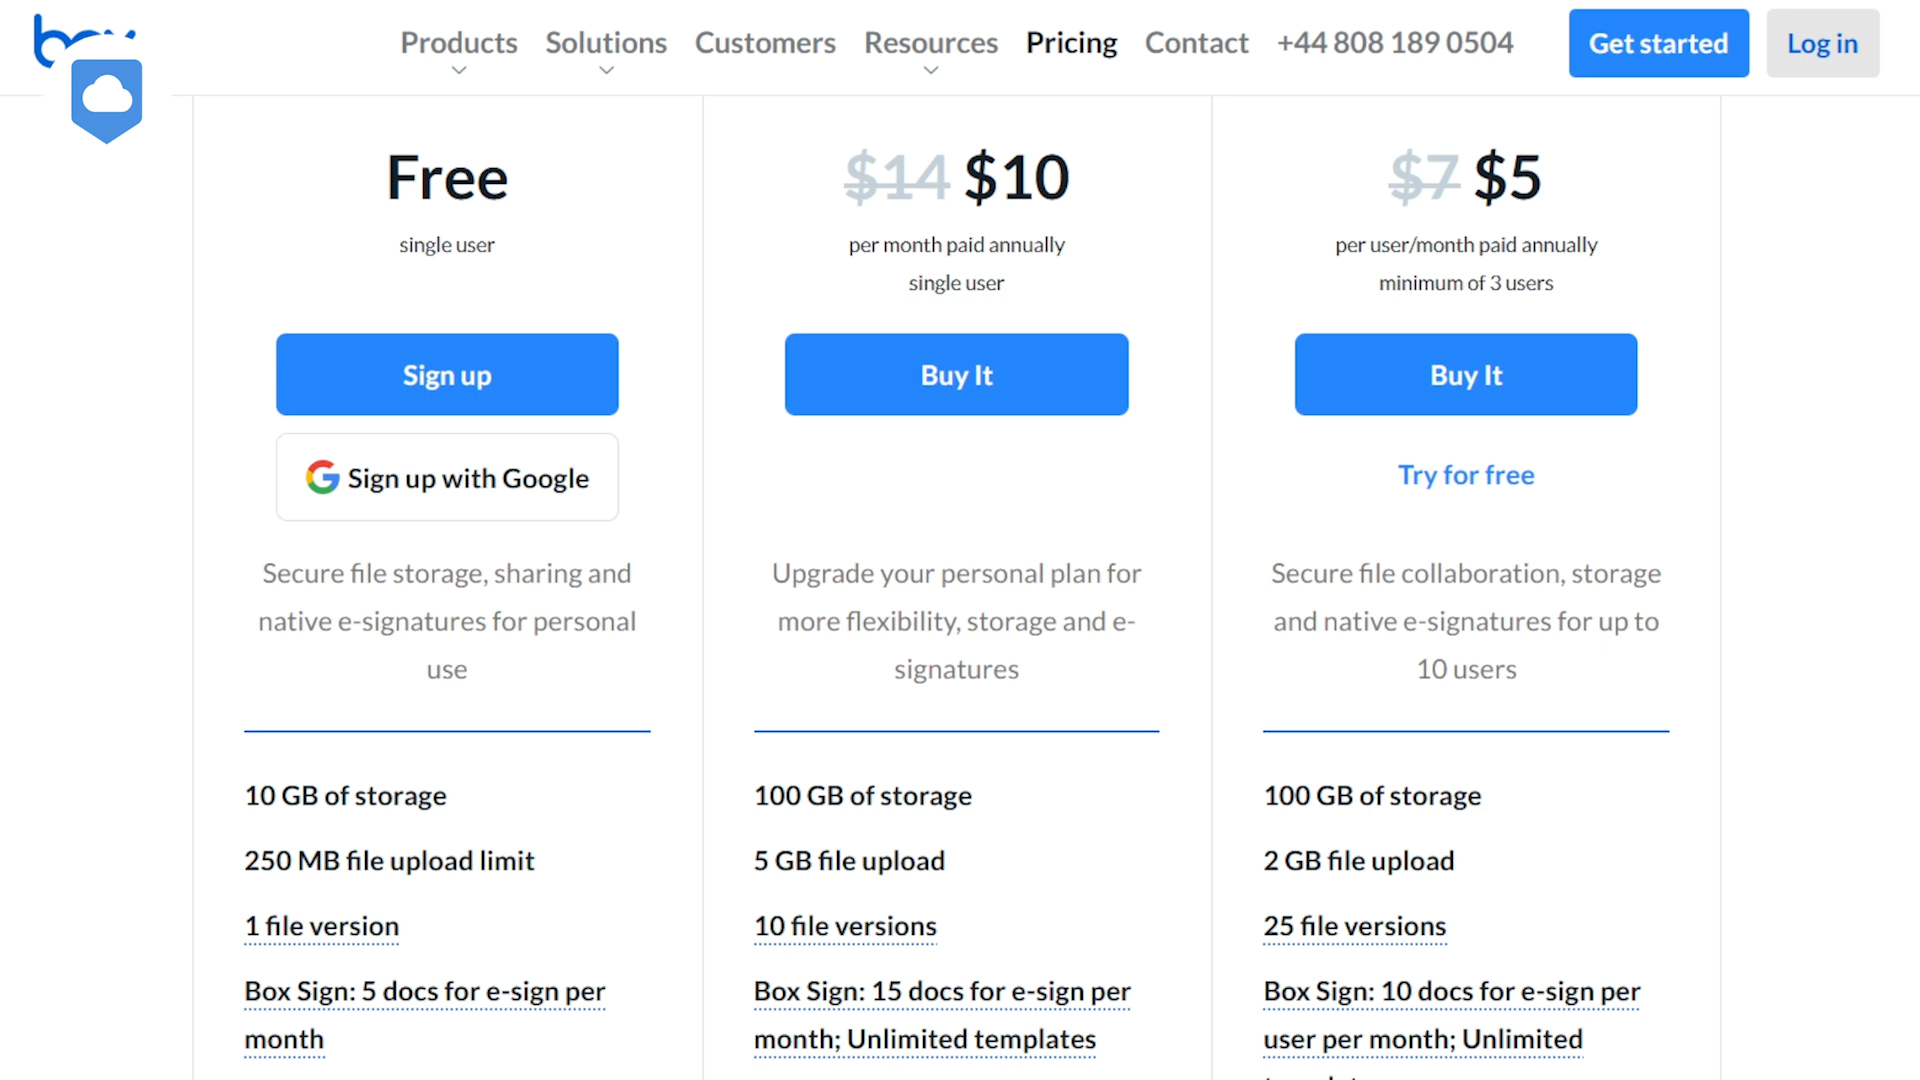 Products Solutions Customers Resources Pricing Contact +44 808 189 0504 Get started Log in
Free
single user
Sign up
Sign up with Google
Secure file storage, sharing and
native e-signatures for personal
use
10 GB of storage
250 MB file upload limit
1 file version
Box Sign: 5 docs for e-sign per
month
$14 $10
per month paid annually
single user
Buy It
Upgrade your personal plan for
more flexibility, storage and e-
signatures
100 GB of storage
5 GB file upload
10 file versions
Box Sign: 15 docs for e-sign per
month; Unlimited templates
$7 $5
per user/month paid annually
minimum of 3 users
Buy It
Try for free
Secure file collaboration, storage
and native e-signatures for up to
10 users
100 GB of storage
2 GB file upload
25 file versions
Box Sign: 10 docs for e-sign per
user per month; Unlimited